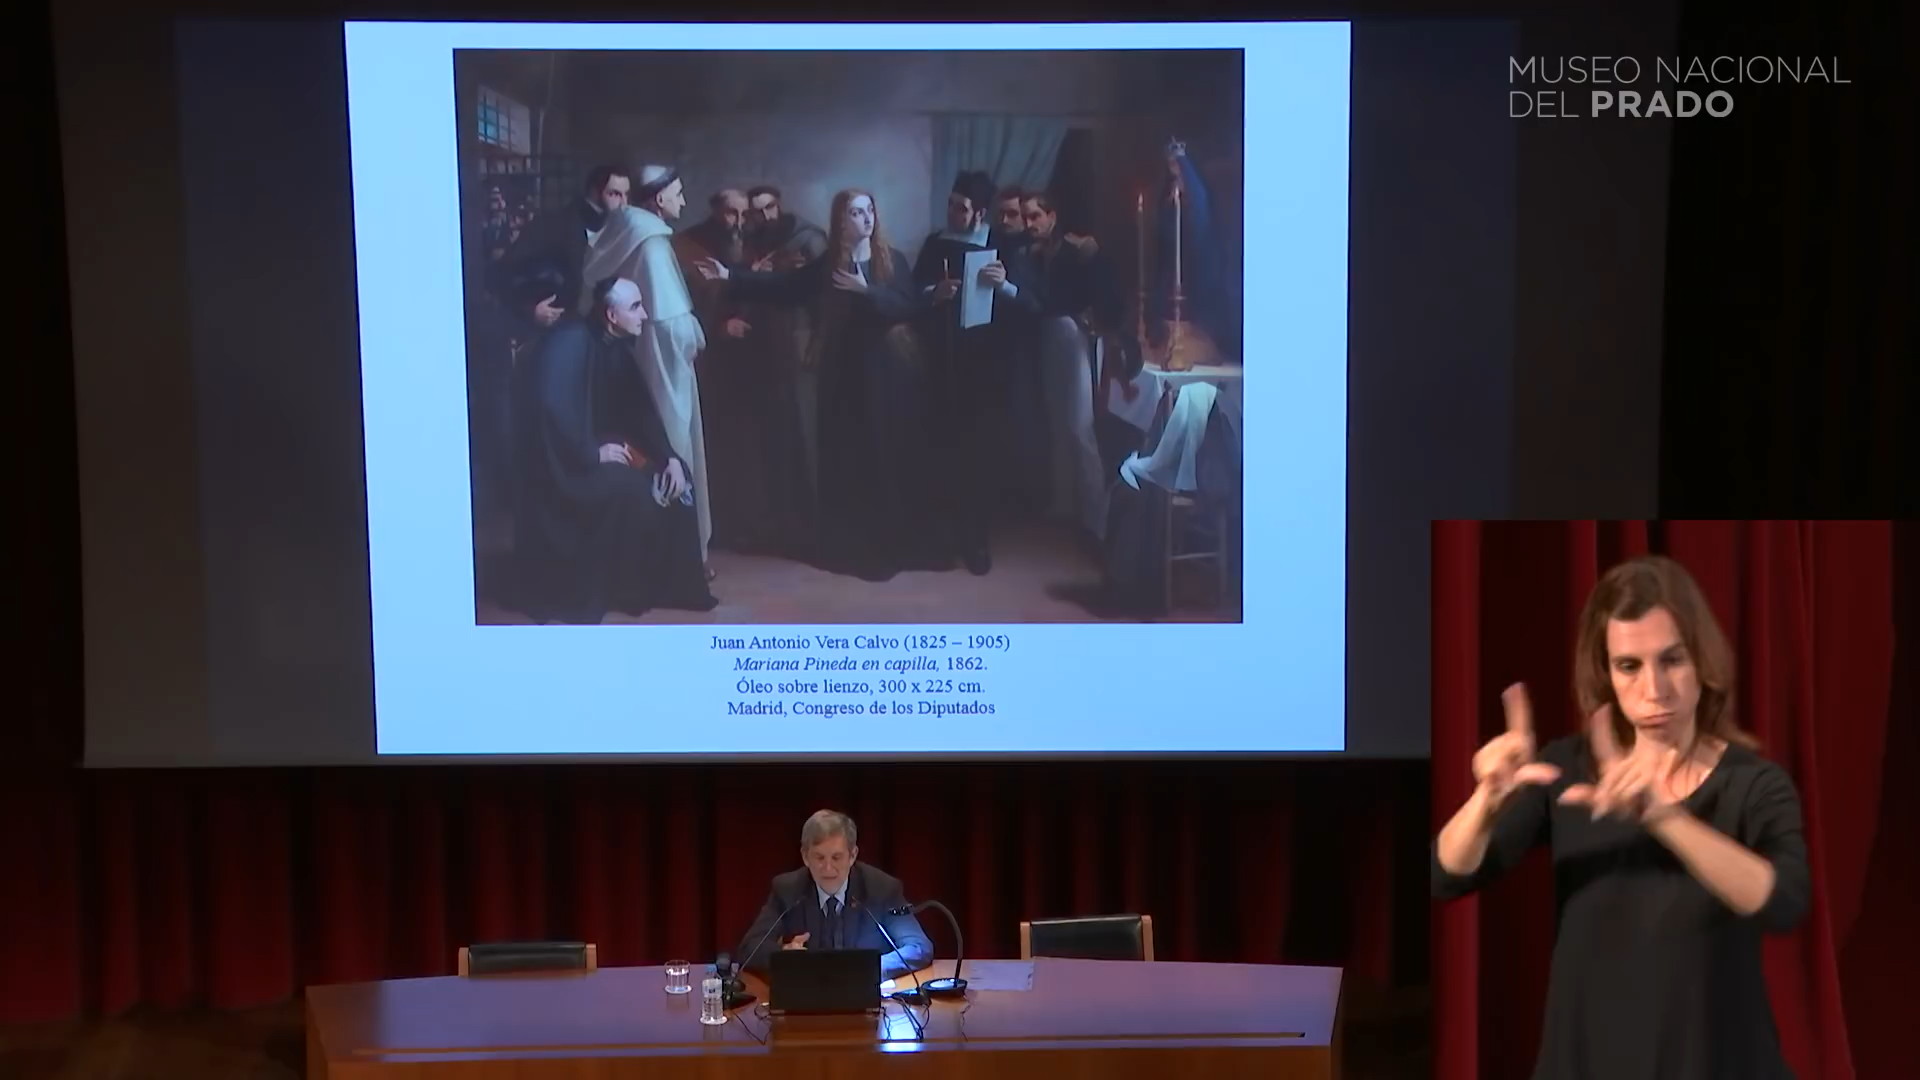 MUSEO NACIONAL
DEL PRADO
Juan Antonio Vera Calvo (1825 – 1905)
Mariana Pineda en capilla, 1862.
Óleo sobre lienzo, 300 x 225 cm.
Madrid, Congreso de los Diputados